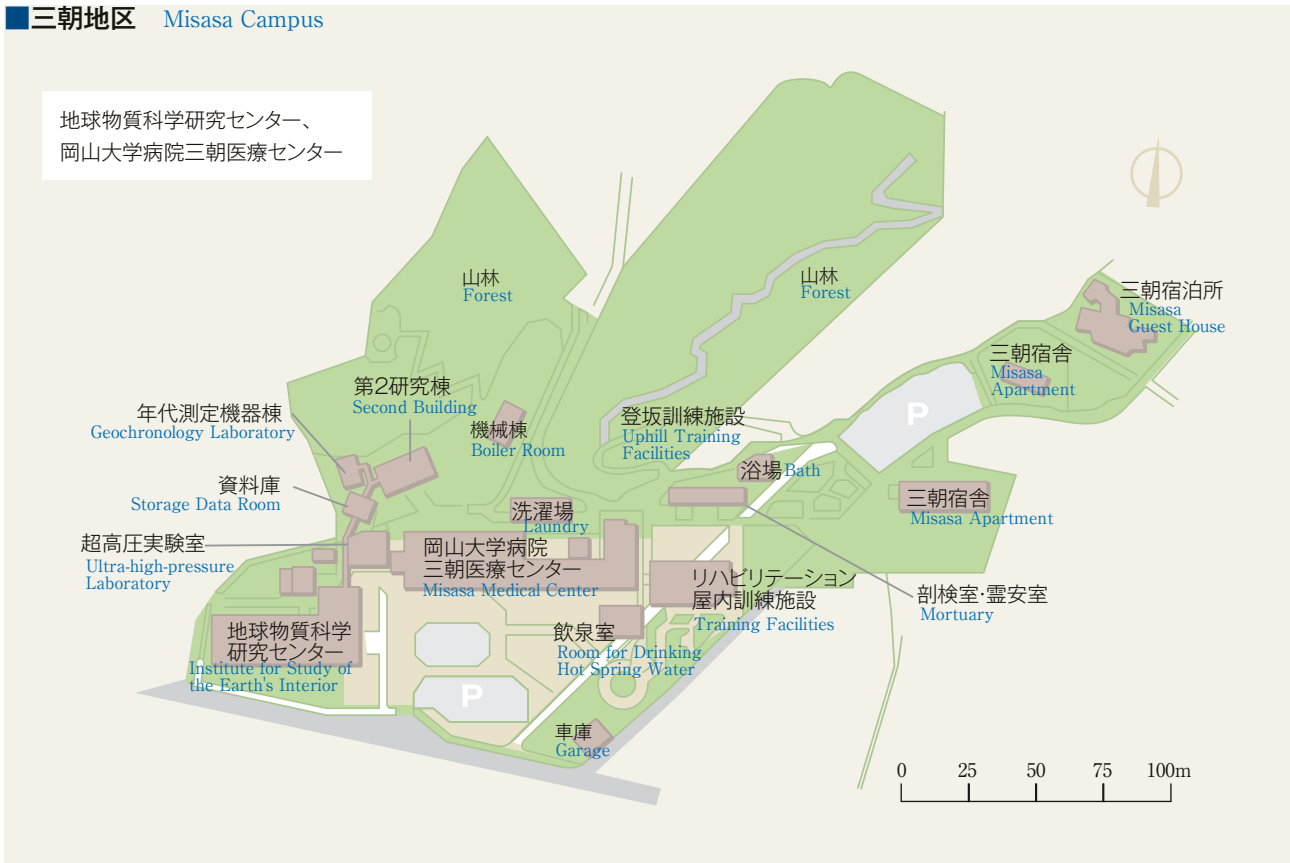 三朝地区 Misasa Campus
地球物質科学研究センター、
岡山大学病院三朝医療センター
山林
Forest
山林
Forest
三朝宿泊所
Misasa
Guest House
三朝宿舎
Misasa
Apartment
P
第2研究棟
Second Building
年代測定機器棟
Geochronology Laboratory
機械棟
Boiler Room
登坂訓練施設
Uphill Training
Facilities
浴場 Bath
資料庫
Storage Data Room
洗濯場
Laundry
三朝宿舎
Misasa Apartment
超高圧実験室
Ultra-high-pressure
Laboratory
岡山大学病院
三朝医療センター
Misasa Medical Center
リハビリテーション
屋内訓練施設
Training Facilities
剖検室·霊安室
Mortuary
地球物質科学
研究センター
Institute for Study of
the Earth's Interior
飲泉室
Room for Drinking
Hot Spring Water
P
車庫
Garage
0 25 50 75 100m